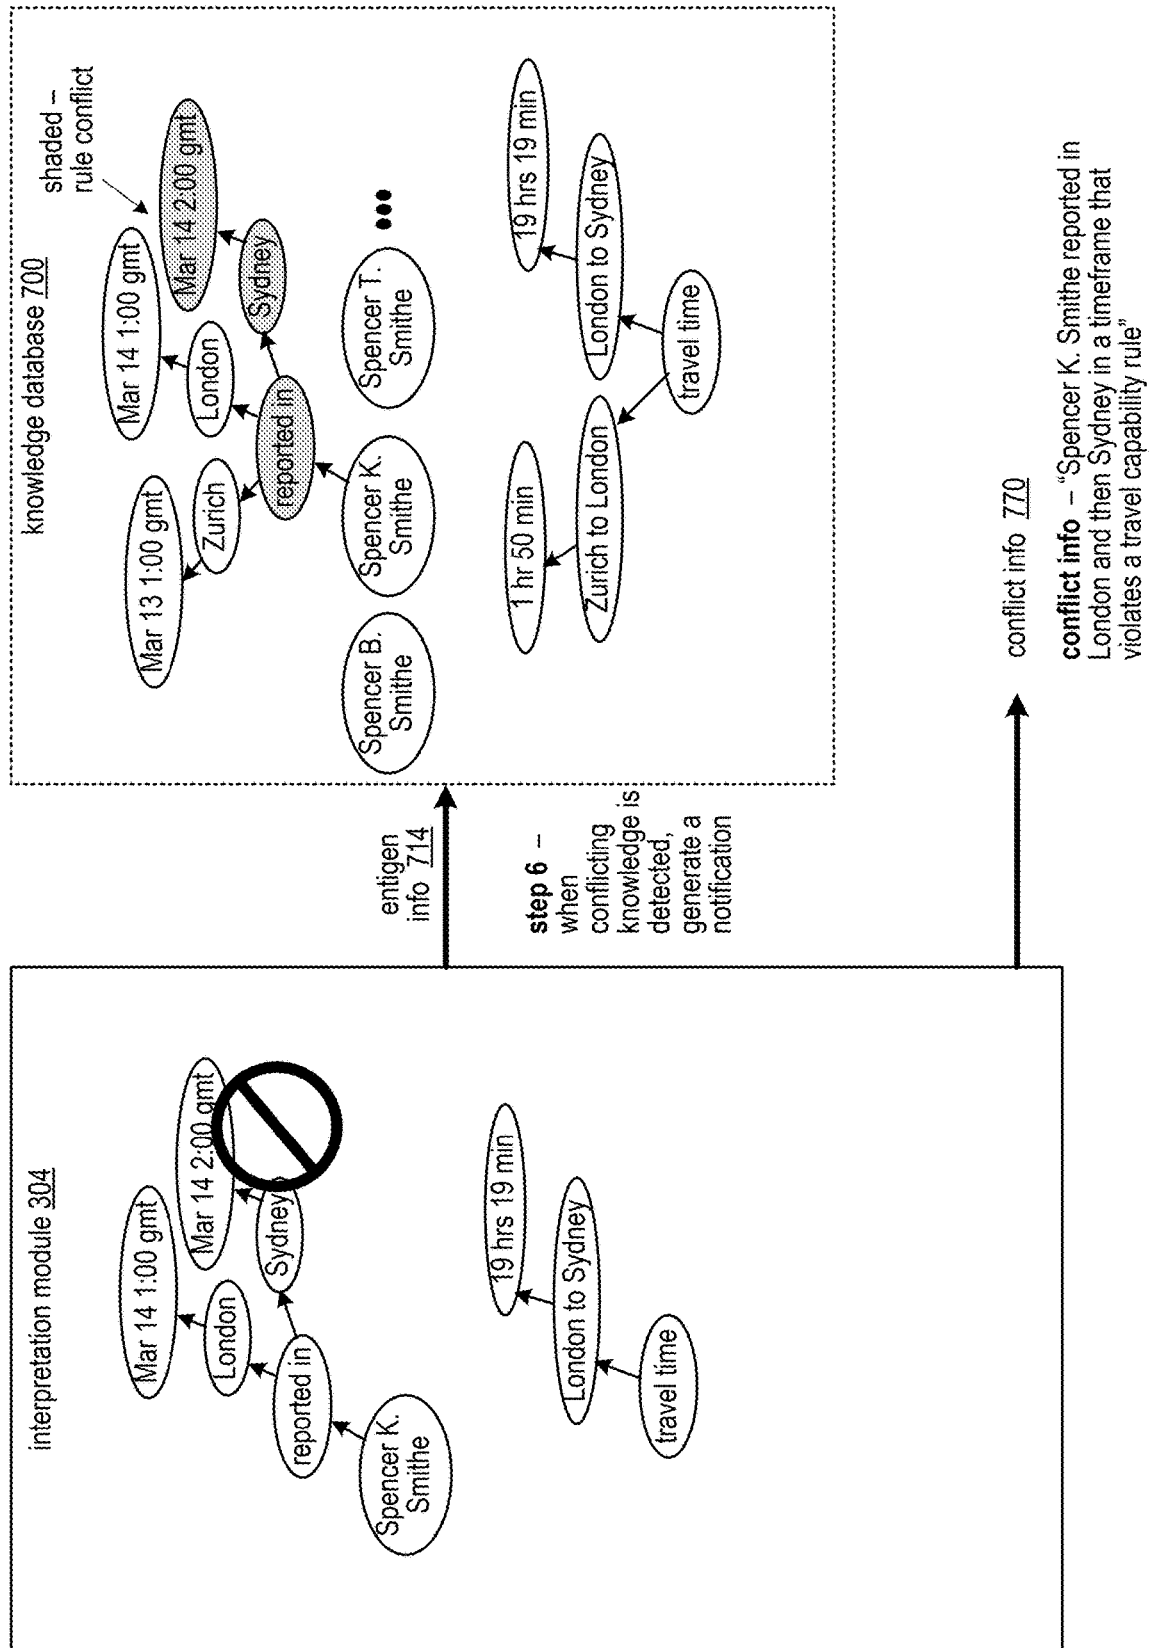 interpretation module 304
Mar 14 1:00 gmt
Mar 14 2:00 gmt
London
Sydney
reported in
Spencer K.
Smithe
19 hrs 19 min
London to Sydney
travel time
entigen
info 714
step 6 –
when
conflicting
knowledge is
detected,
generate a
notification
knowledge database 700
shaded –
rule conflict
Mar 13 1:00 gmt
Mar 14 1:00 gmt
Mar 14 2:00 gmt
Zurich
London
Sydney
reported in
Spencer B.
Smithe
Spencer K.
Smithe
Spencer T.
Smithe
1 hr 50 min
19 hrs 19 min
Zurich to London
London to Sydney
travel time
conflict info 770
conflict info – “Spencer K. Smithe reported in
London and then Sydney in a timeframe that
violates a travel capability rule”